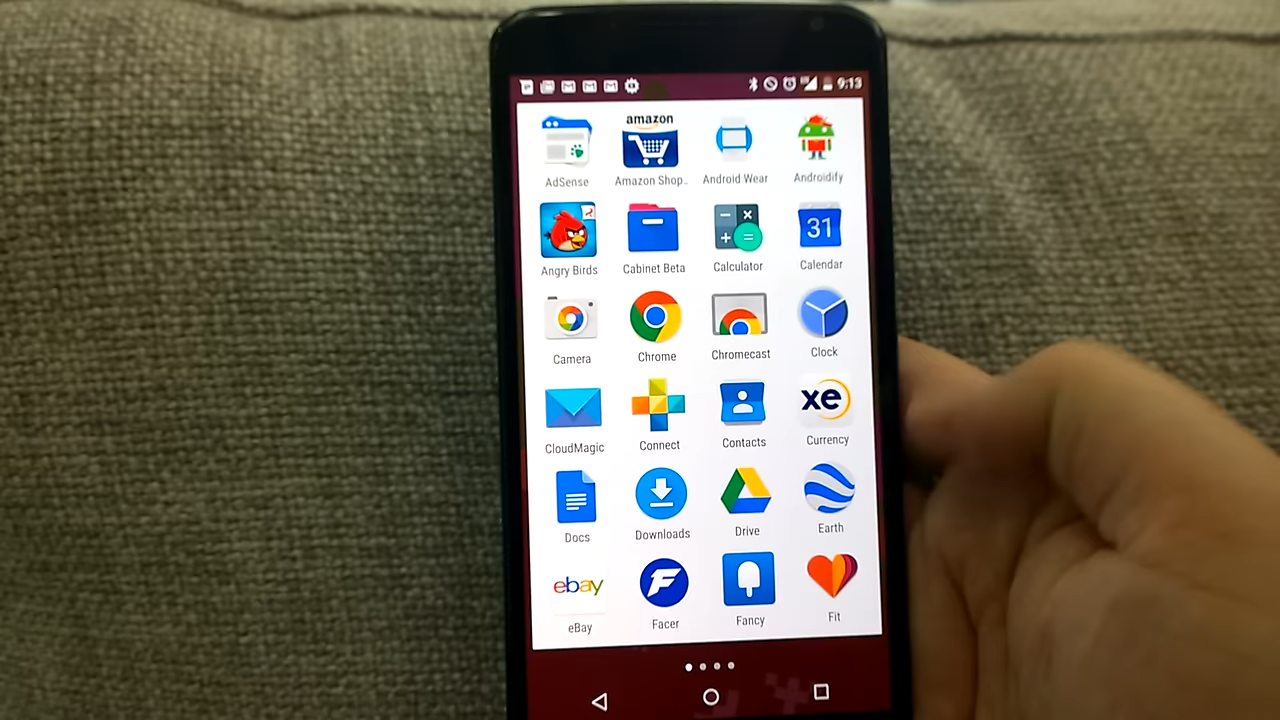 9:13
amazon
AdSense
Amazon Shop..
Android Wear
Androidify
31
Angry Birds
Cabinet Beta
Calculator
Calendar
Camera
Chrome
Chromecast
Clock
xe
CloudMagic
Connect
Contacts
Currency
Docs
Downloads
Drive
Earth
ebay
F
eBay
Facer
Fancy
Fit